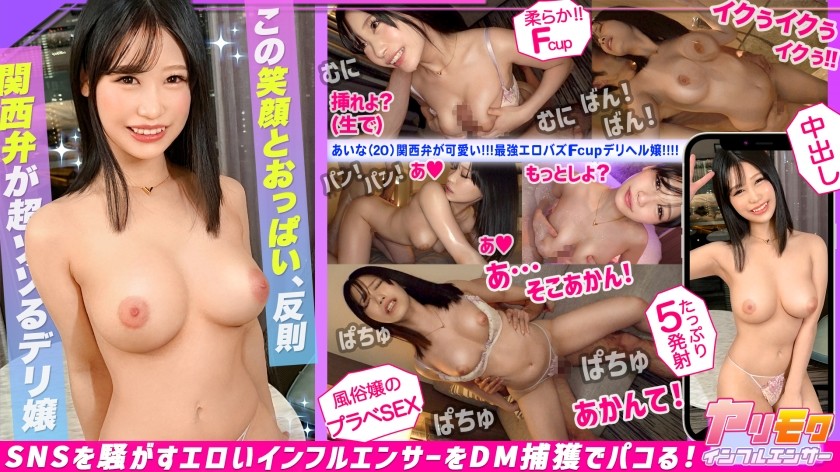 この笑顔とおっぱい、反則
関西弁が超ソソるデリ嬢
柔らか!!
Fcup
むに
むに
挿れよ?
(生で)
イクぅイクぅ
イクぅ!!
ばん!
ばん!
あいな(20)関西弁が可愛い!!!最強エロバズFcupデリヘル嬢!!!!
パン!
パン!
あ♥
もっとしよ?
あ♥
あ…
そこあかん!
ぱちゅ
ぱちゅ
ぱちゅ
あかんて!
風俗嬢の
プラベSEX
中出し
たっぷり
5発射
ヤリモク
インフルエンサー
SNSを騒がすエロいインフルエンサーをDM捕獲でパコる!